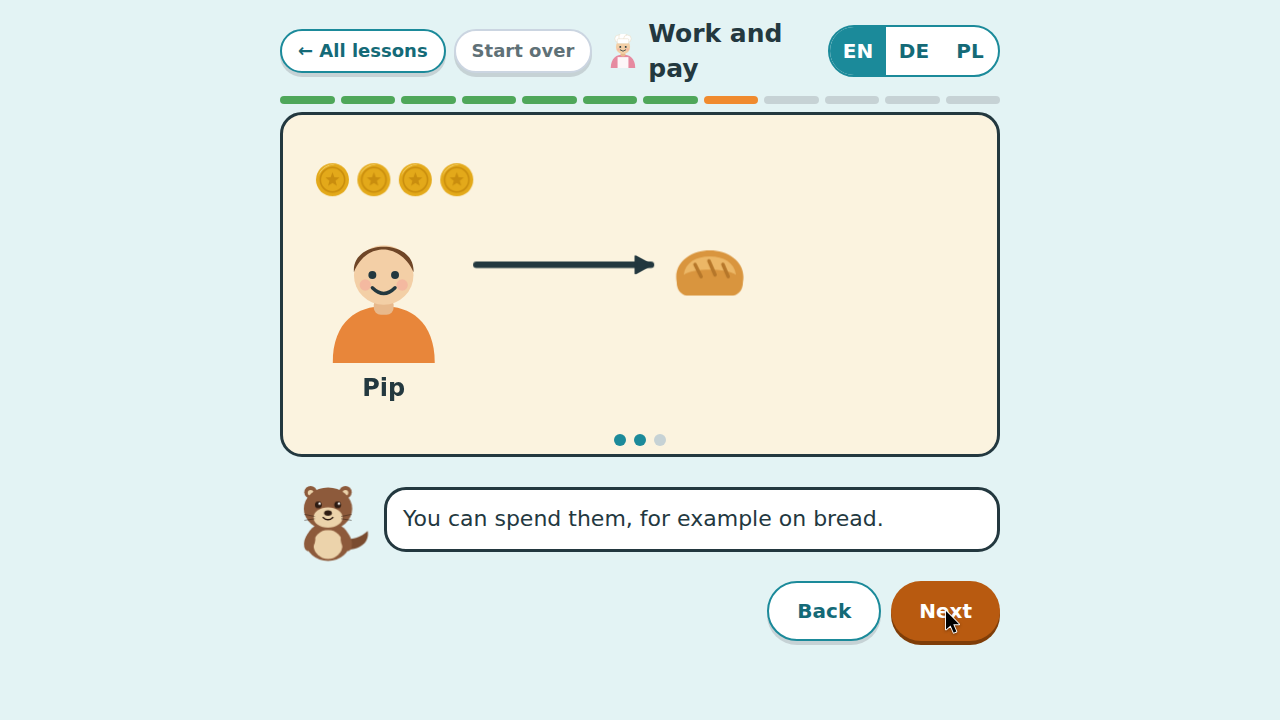 ← All lessons
Start over
Work and
pay
EN DE PL
Pip
You can spend them, for example on bread.
Back
Next